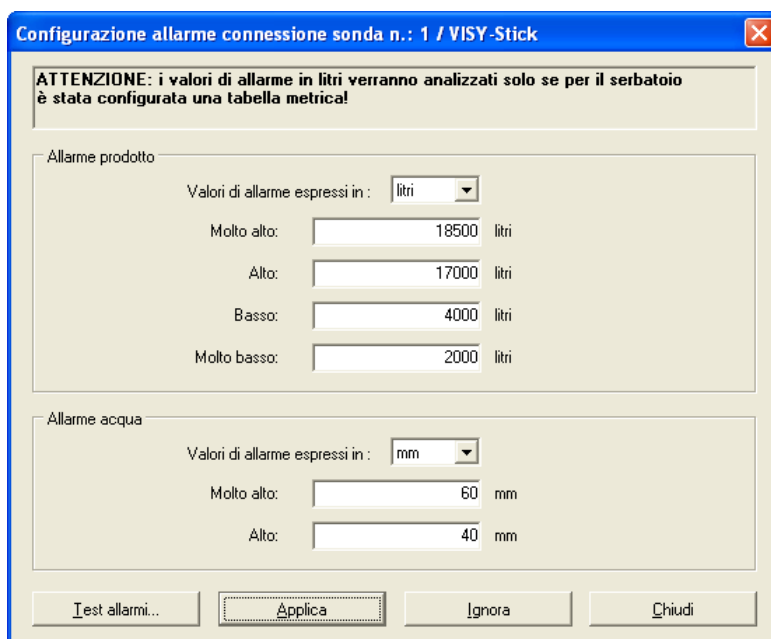 Configurazione allarme connessione sonda n.: 1 / VISY-Stick
ATTENZIONE: i valori di allarme in litri verranno analizzati solo se per il serbatoio
è stata configurata una tabella metrica!
Allarme prodotto
Valori di allarme espressi in : litri
Molto alto: 18500 litri
Alto: 17000 litri
Basso: 4000 litri
Molto basso: 2000 litri
Allarme acqua
Valori di allarme espressi in : mm
Molto alto: 60 mm
Alto: 40 mm
Test allarmi... Applica Ignora Chiudi